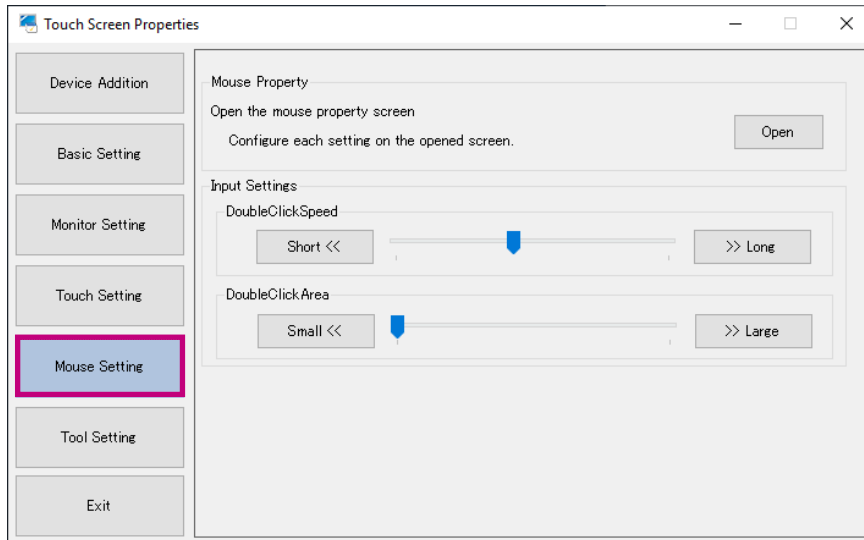 Touch Screen Properties
Device Addition
Basic Setting
Monitor Setting
Touch Setting
Mouse Setting
Tool Setting
Exit
Mouse Property
Open the mouse property screen
Configure each setting on the opened screen.
Open
Input Settings
DoubleClickSpeed
Short <<
>> Long
DoubleClickArea
Small <<
>> Large